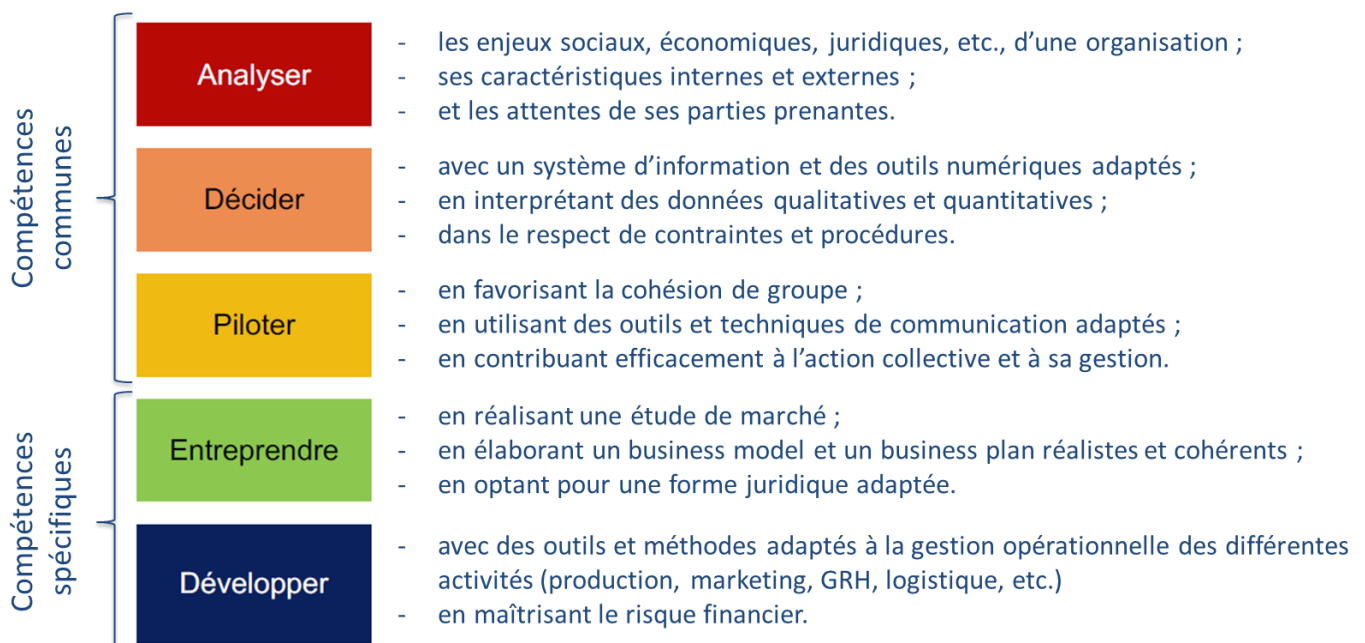 Compétences
communes
Analyser
- les enjeux sociaux, économiques, juridiques, etc., d’une organisation ;
- ses caractéristiques internes et externes ;
- et les attentes de ses parties prenantes.
Décider
- avec un système d’information et des outils numériques adaptés ;
- en interprétant des données qualitatives et quantitatives ;
- dans le respect de contraintes et procédures.
Piloter
- en favorisant la cohésion de groupe ;
- en utilisant des outils et techniques de communication adaptés ;
- en contribuant efficacement à l’action collective et à sa gestion.
Compétences
spécifiques
Entreprendre
- en réalisant une étude de marché ;
- en élaborant un business model et un business plan réalistes et cohérents ;
- en optant pour une forme juridique adaptée.
Développer
- avec des outils et méthodes adaptés à la gestion opérationnelle des différentes
activités (production, marketing, GRH, logistique, etc.)
- en maîtrisant le risque financier.